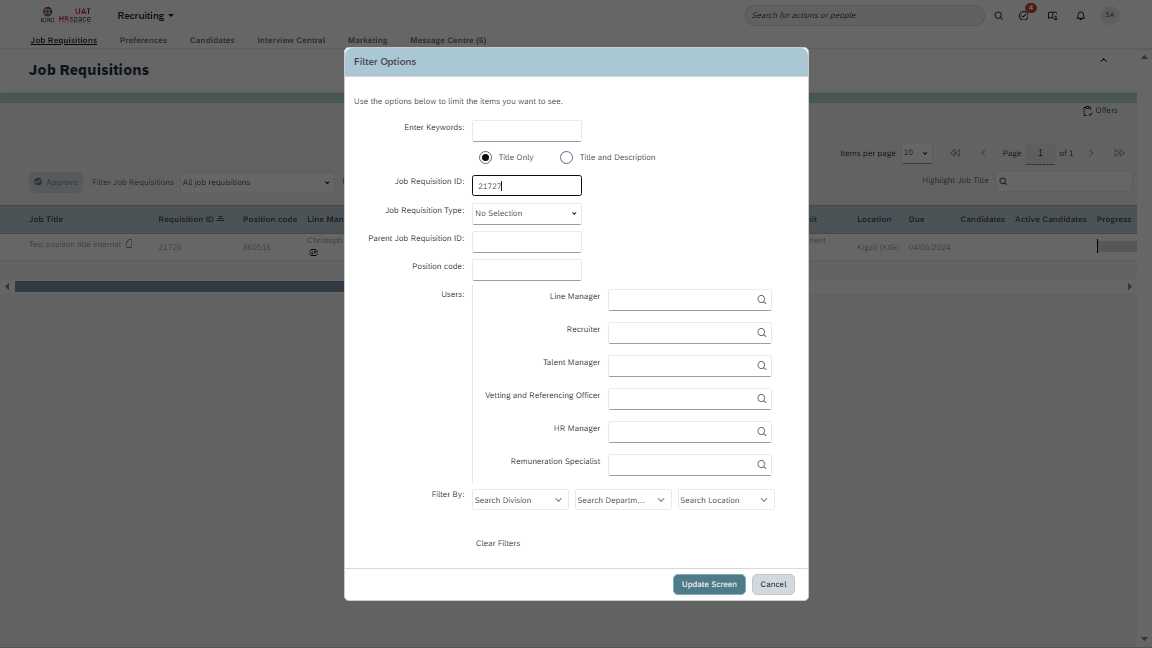 ICRC HRspace UAT
Recruiting
Search for actions or people
4
SA
Job Requisitions
Preferences
Candidates
Interview Central
Marketing
Message Centre (6)
Job Requisitions
Offers
Items per page 10
Page 1 of 1
Approve
Filter Job Requisitions
All job requisitions
Highlight Job Title
Job Title
Requisition ID
Position code
Line Man
Location
Due
Candidates
Active Candidates
Progress
Test position title internal
21726
860516
Christoph
ment
Kigali (KIG)
04/06/2024
-
Filter Options
Use the options below to limit the items you want to see.
Enter Keywords:
Title Only
Title and Description
Job Requisition ID:
21727
Job Requisition Type:
No Selection
Parent Job Requisition ID:
Position code:
Users:
Line Manager
Recruiter
Talent Manager
Vetting and Referencing Officer
HR Manager
Remuneration Specialist
Filter By:
Search Division
Search Departm...
Search Location
Clear Filters
Update Screen
Cancel